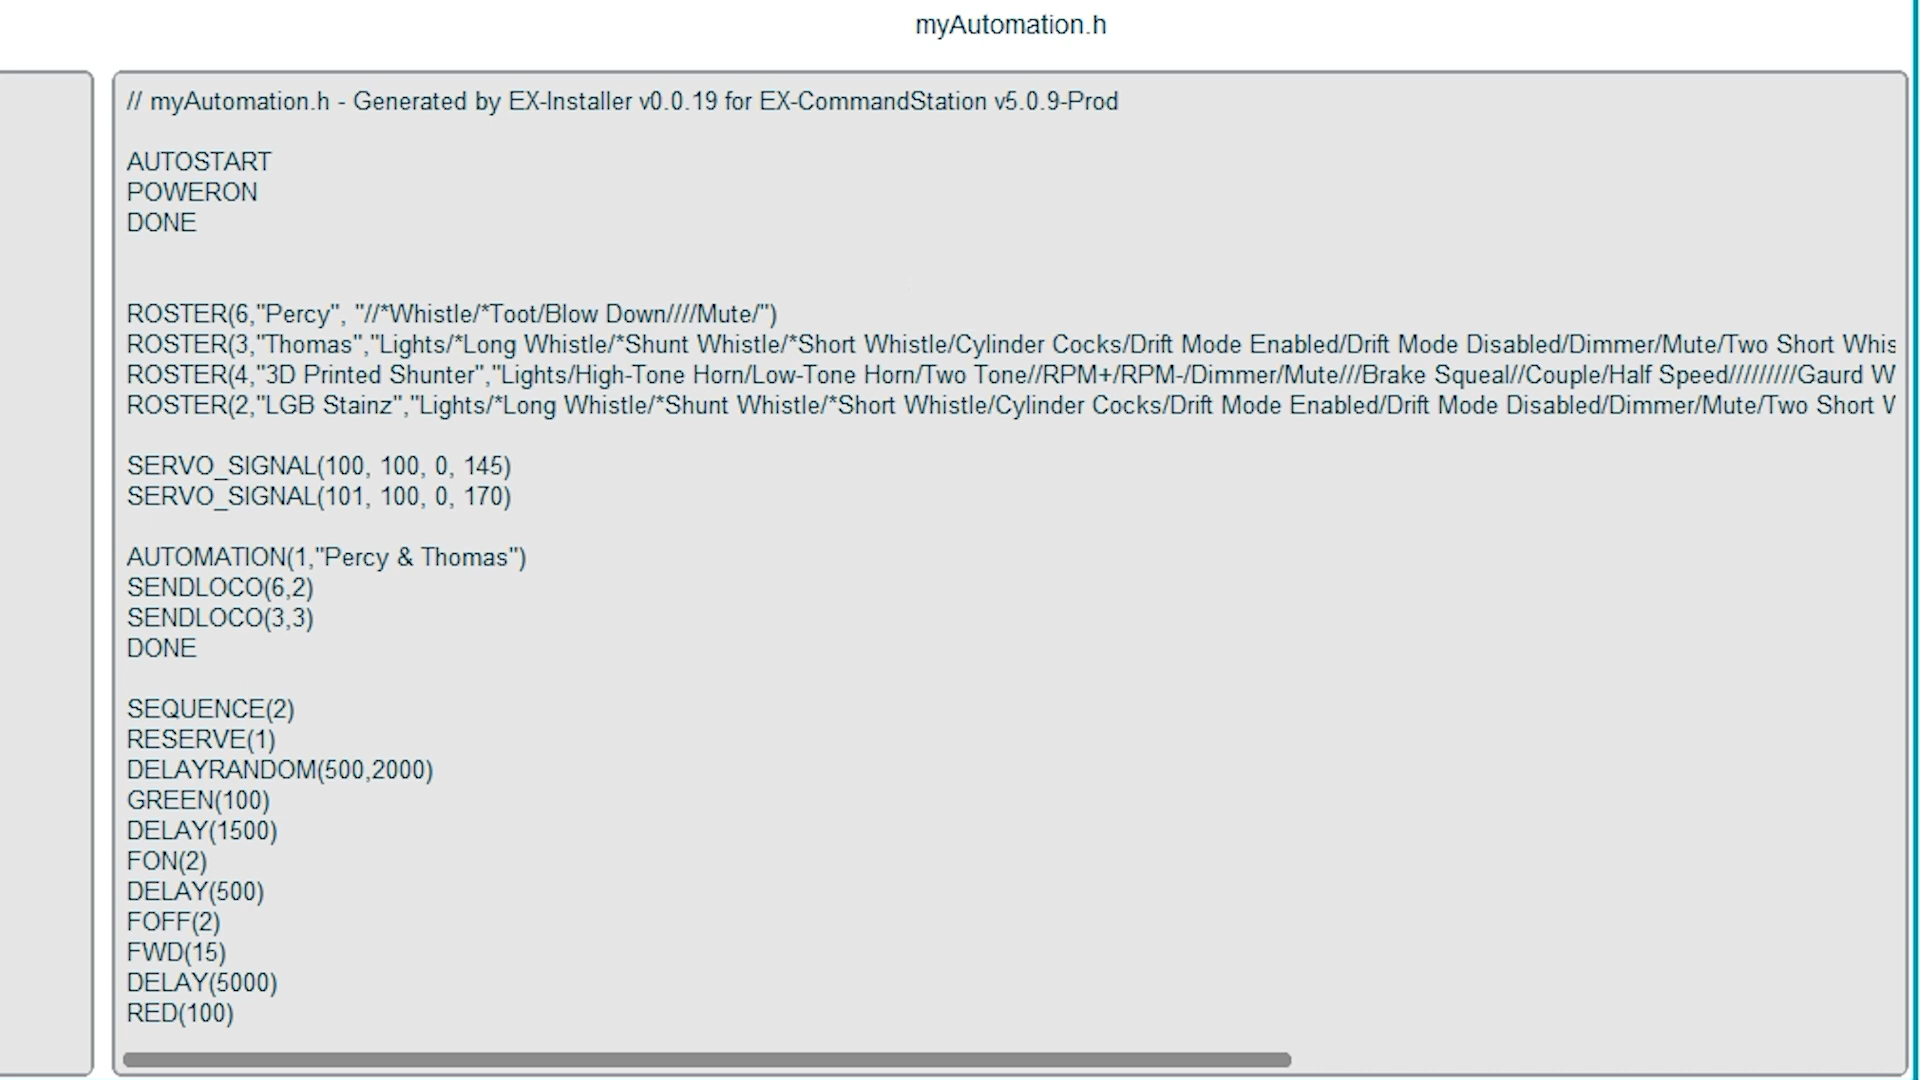 myAutomation.h
// myAutomation.h - Generated by EX-Installer v0.0.19 for EX-CommandStation v5.0.9-Prod
AUTOSTART
POWERON
DONE
ROSTER(6,"Percy", "//*Whistle/*Toot/Blow Down////Mute/")
ROSTER(3,"Thomas","Lights/*Long Whistle/*Shunt Whistle/*Short Whistle/Cylinder Cocks/Drift Mode Enabled/Drift Mode Disabled/Dimmer/Mute/Two Short Whis
ROSTER(4,"3D Printed Shunter","Lights/High-Tone Horn/Low-Tone Horn/Two Tone//RPM+/RPM-/Dimmer/Mute///Brake Squeal//Couple/Half Speed/////////Gaurd W
ROSTER(2,"LGB Stainz","Lights/*Long Whistle/*Shunt Whistle/*Short Whistle/Cylinder Cocks/Drift Mode Enabled/Drift Mode Disabled/Dimmer/Mute/Two Short V
SERVO_SIGNAL(100, 100, 0, 145)
SERVO_SIGNAL(101, 100, 0, 170)
AUTOMATION(1,"Percy & Thomas")
SENDLOCO(6,2)
SENDLOCO(3,3)
DONE
SEQUENCE(2)
RESERVE(1)
DELAYRANDOM(500,2000)
GREEN(100)
DELAY(1500)
FON(2)
DELAY(500)
FOFF(2)
FWD(15)
DELAY(5000)
RED(100)